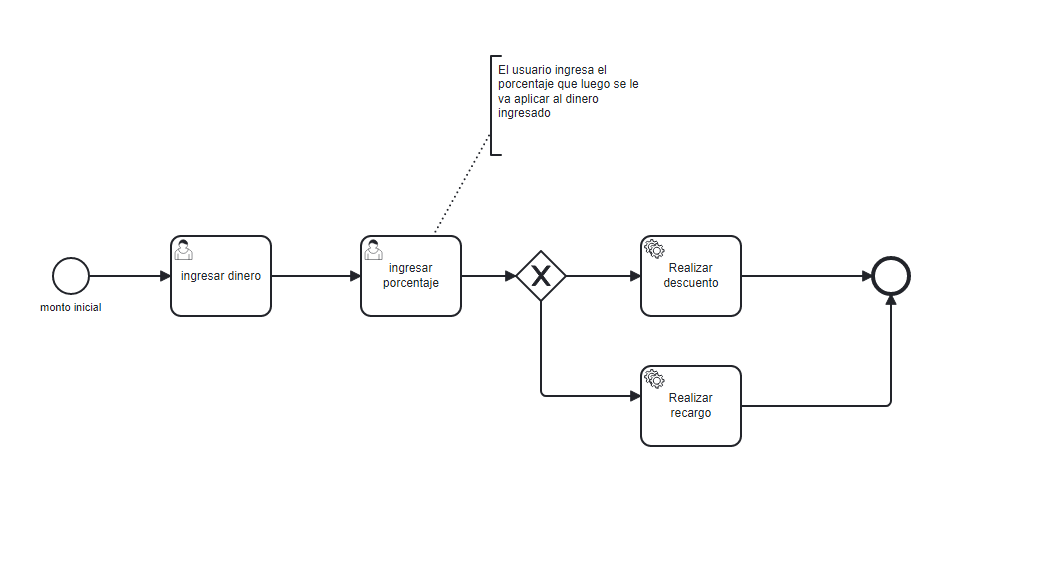 El usuario ingresa el
porcentaje que luego se le
va aplicar al dinero
ingresado
monto inicial
ingresar dinero
ingresar
porcentaje
Realizar
descuento
Realizar
recargo